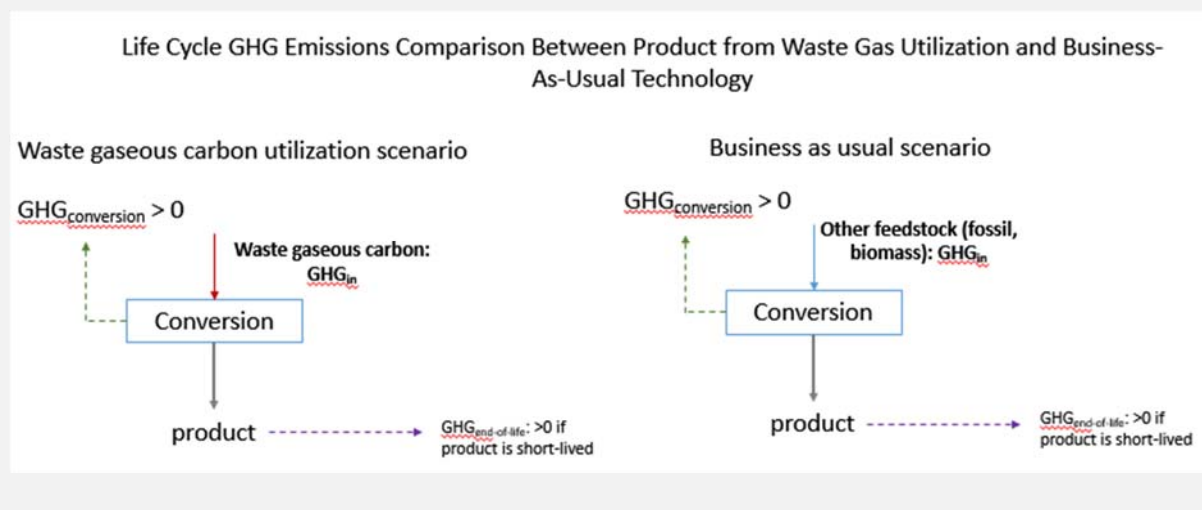 Life Cycle GHG Emissions Comparison Between Product from Waste Gas Utilization and Business-
As-Usual Technology
Waste gaseous carbon utilization scenario
GHGconversion > 0
Waste gaseous carbon:
GHGin
Conversion
product
GHGend-of-life: >0 if
product is short-lived
Business as usual scenario
GHGconversion > 0
Other feedstock (fossil,
biomass): GHGin
Conversion
product
GHGend-of-life: >0 if
product is short-lived